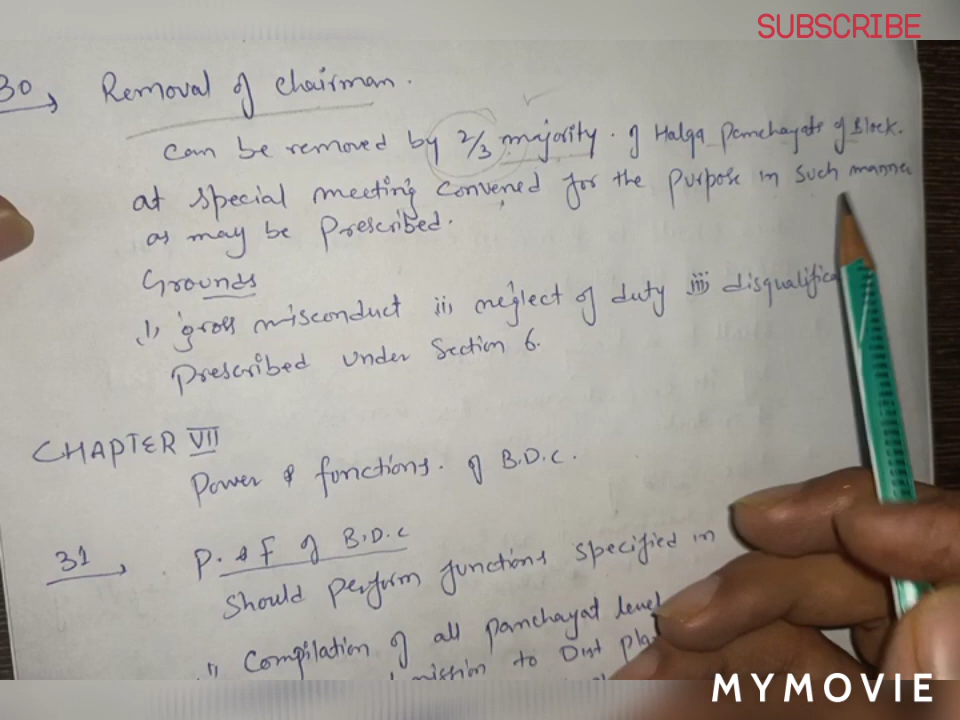 SUBSCRIBE
30, Removal of Chairman.
Can be removed by 2/3 majority. of Halqa Panchayats of Block.
at special meeting convened for the purpose in such manner
as may be prescribed.
Grounds
i, gross misconduct ii, neglect of duty iii,
prescribed under Section 6.
CHAPTER VII
Power & functions. of B.D.C.
31, P. & F of B.D.C
Should perform functions specified in
i, Compilation of all panchayat level
to Dist
MYMOVIE